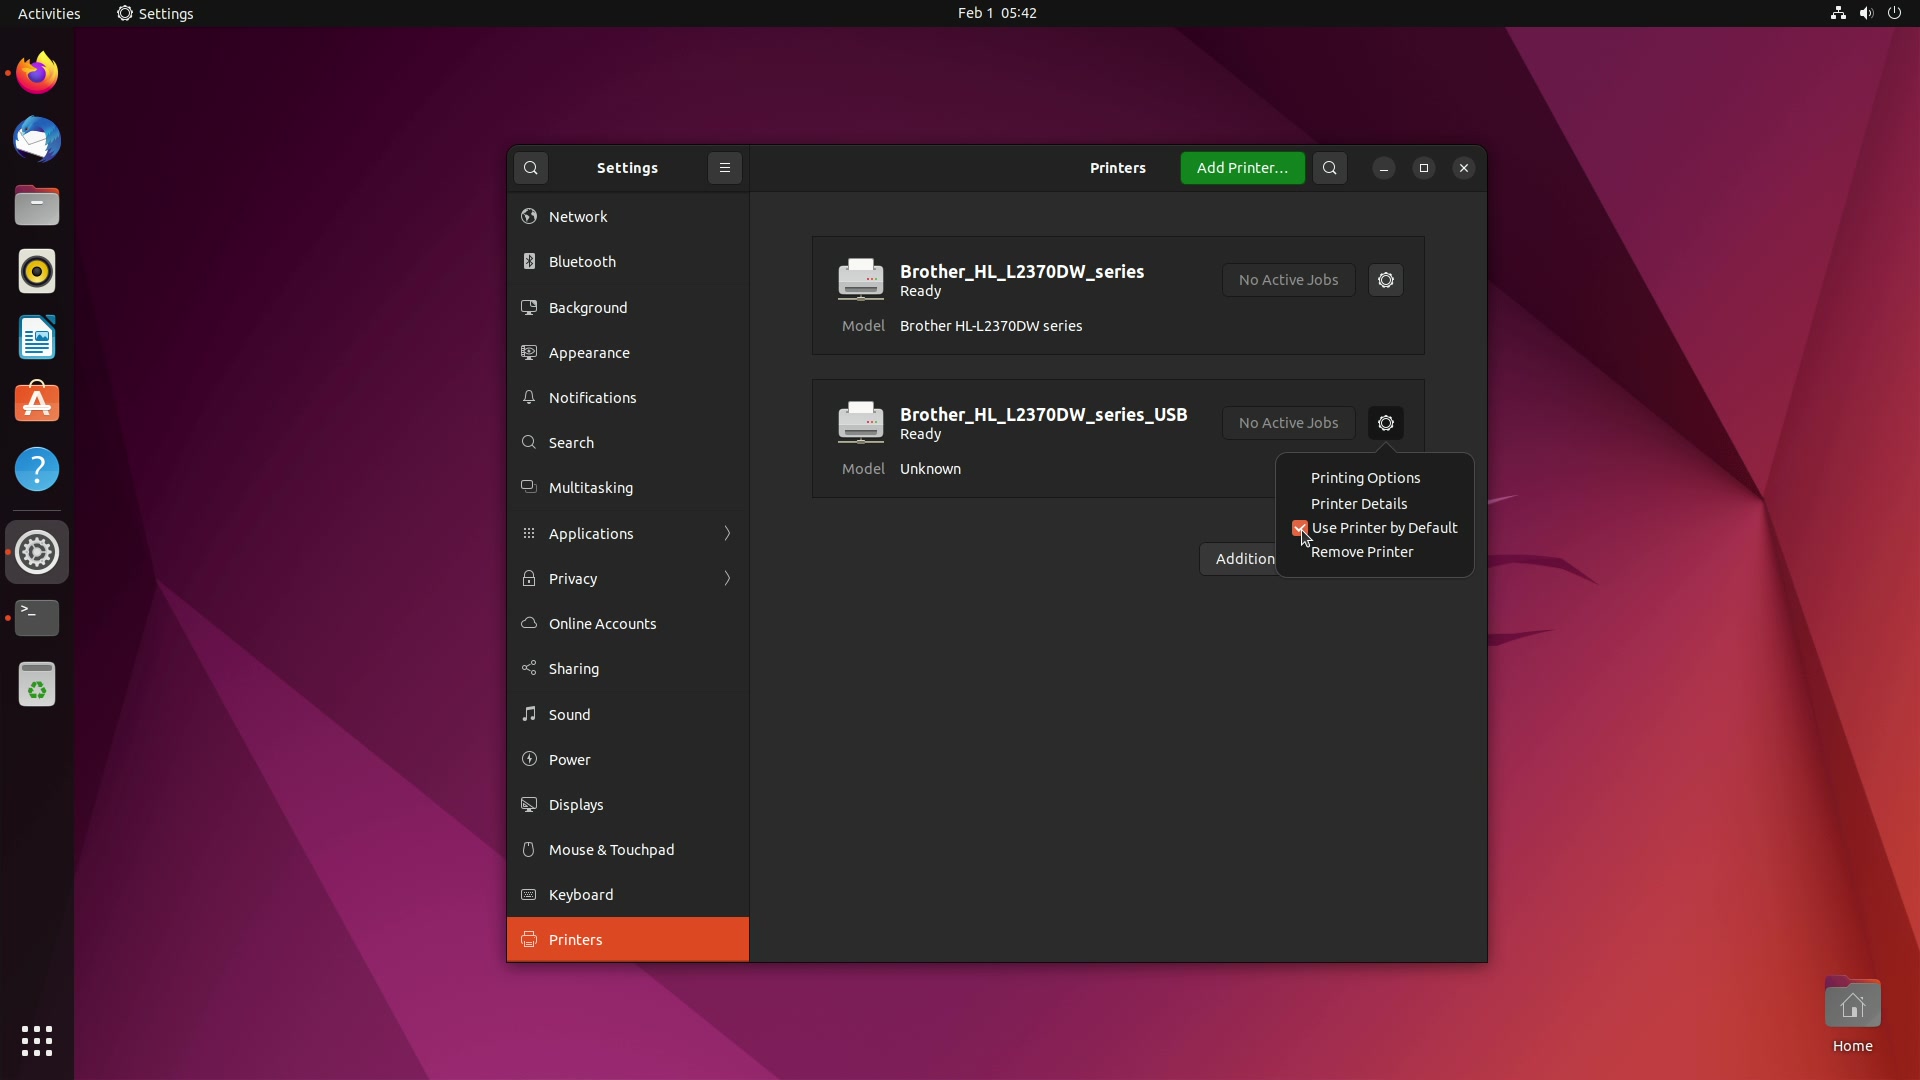 Activities
Settings
Feb 1 05:42
Settings
Printers
Add Printer...
Network
Bluetooth
Background
Appearance
Notifications
Search
Multitasking
Applications
Privacy
Online Accounts
Sharing
Sound
Power
Displays
Mouse & Touchpad
Keyboard
Printers
Brother_HL_L2370DW_series
Ready
No Active Jobs
Model Brother HL-L2370DW series
Brother_HL_L2370DW_series_USB
Ready
No Active Jobs
Model Unknown
Printing Options
Printer Details
Use Printer by Default
Remove Printer
Addition
Home